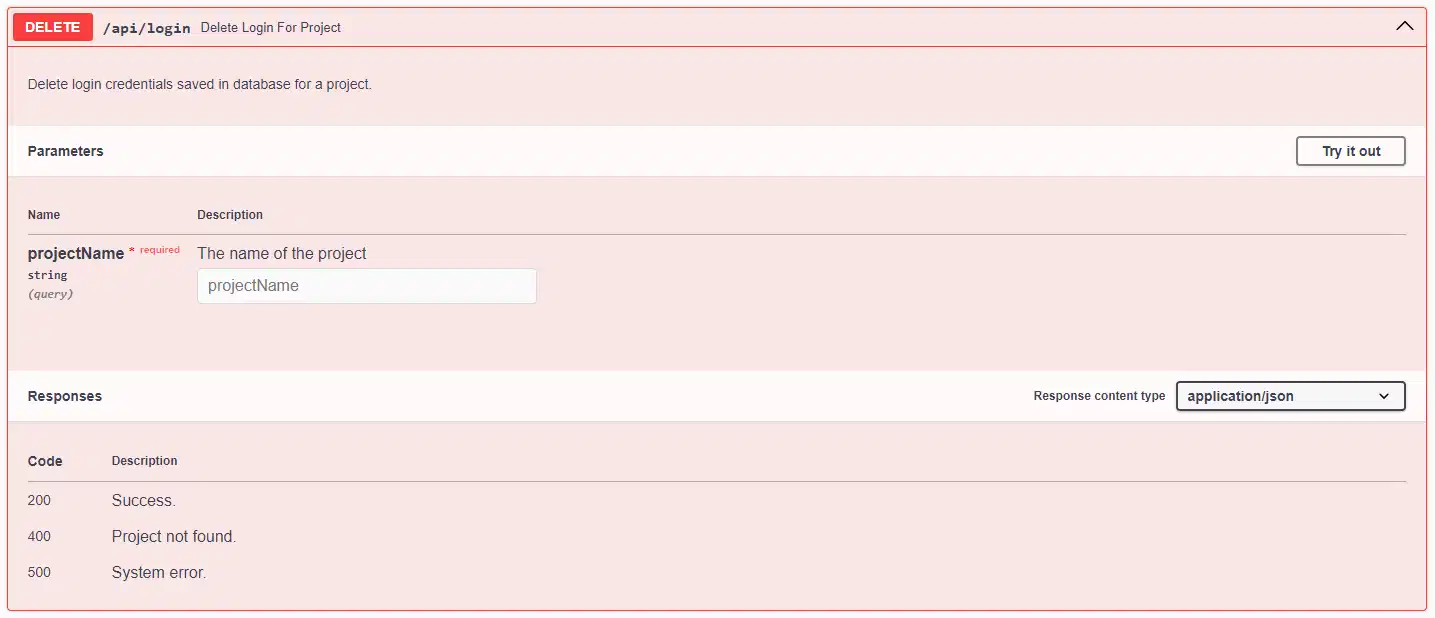 DELETE /api/login Delete Login For Project
Delete login credentials saved in database for a project.
Parameters Try it out
Name Description
projectName * required The name of the project
string
projectName
(query)
Responses Response content type application/json
Code Description
200 Success.
400 Project not found.
500 System error.